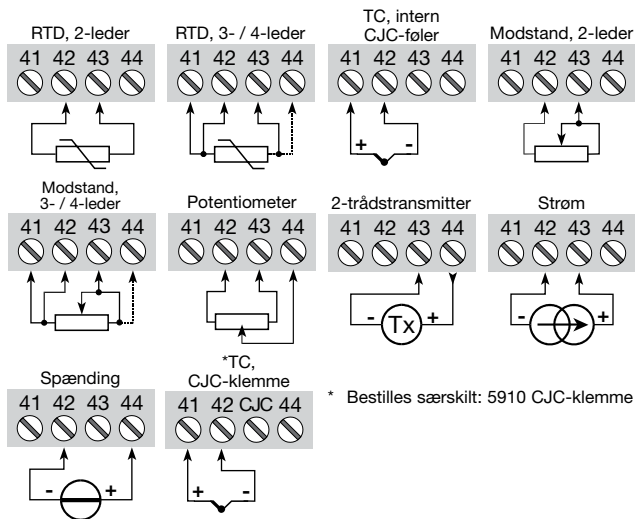 RTD, 2-leder
41 42 43 44
RTD, 3- / 4-leder
41 42 43 44
TC, intern
CJC-føler
41 42 43 44
+ -
Modstand, 2-leder
41 42 43 44
Modstand,
3- / 4-leder
41 42 43 44
Potentiometer
41 42 43 44
2-trådstransmitter
41 42 43 44
- Tx +
Strøm
41 42 43 44
- +
Spænding
41 42 43 44
- +
*TC,
CJC-klemme
41 42 CJC 44
+ -
* Bestilles særskilt: 5910 CJC-klemme